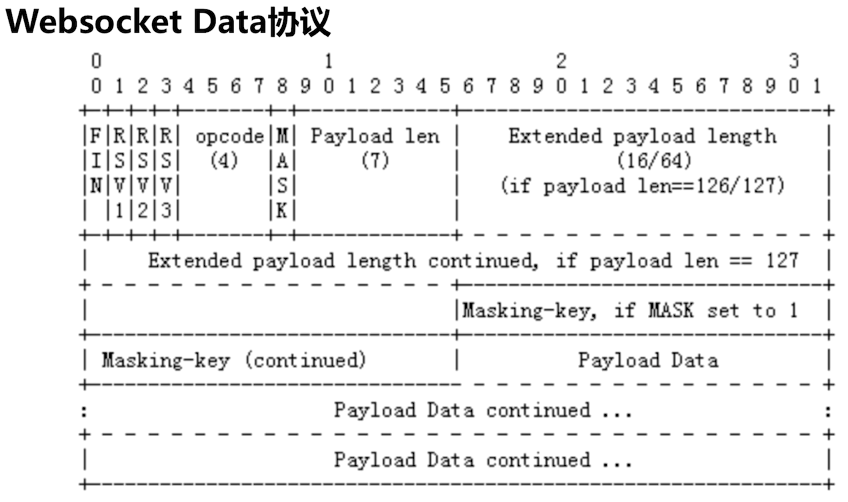 Websocket Data协议
 0                   1                   2                   3
 0 1 2 3 4 5 6 7 8 9 0 1 2 3 4 5 6 7 8 9 0 1 2 3 4 5 6 7 8 9 0 1
+-+-+-+-+-------+-+-------------+-------------------------------+
|F|R|R|R| opcode|M| Payload len |    Extended payload length    |
|I|S|S|S|  (4)  |A|     (7)     |             (16/64)           |
|N|V|V|V|       |S|             |   (if payload len==126/127)   |
| |1|2|3|       |K|             |                               |
+-+-+-+-+-------+-+-------------+ - - - - - - - - - - - - - - - +
|     Extended payload length continued, if payload len == 127  |
+ - - - - - - - - - - - - - - - +-------------------------------+
|                               |Masking-key, if MASK set to 1  |
+-------------------------------+-------------------------------+
| Masking-key (continued)       |          Payload Data         |
+-------------------------------- - - - - - - - - - - - - - - - +
:                     Payload Data continued ...                :
+ - - - - - - - - - - - - - - - - - - - - - - - - - - - - - - - +
|                     Payload Data continued ...                |
+---------------------------------------------------------------+